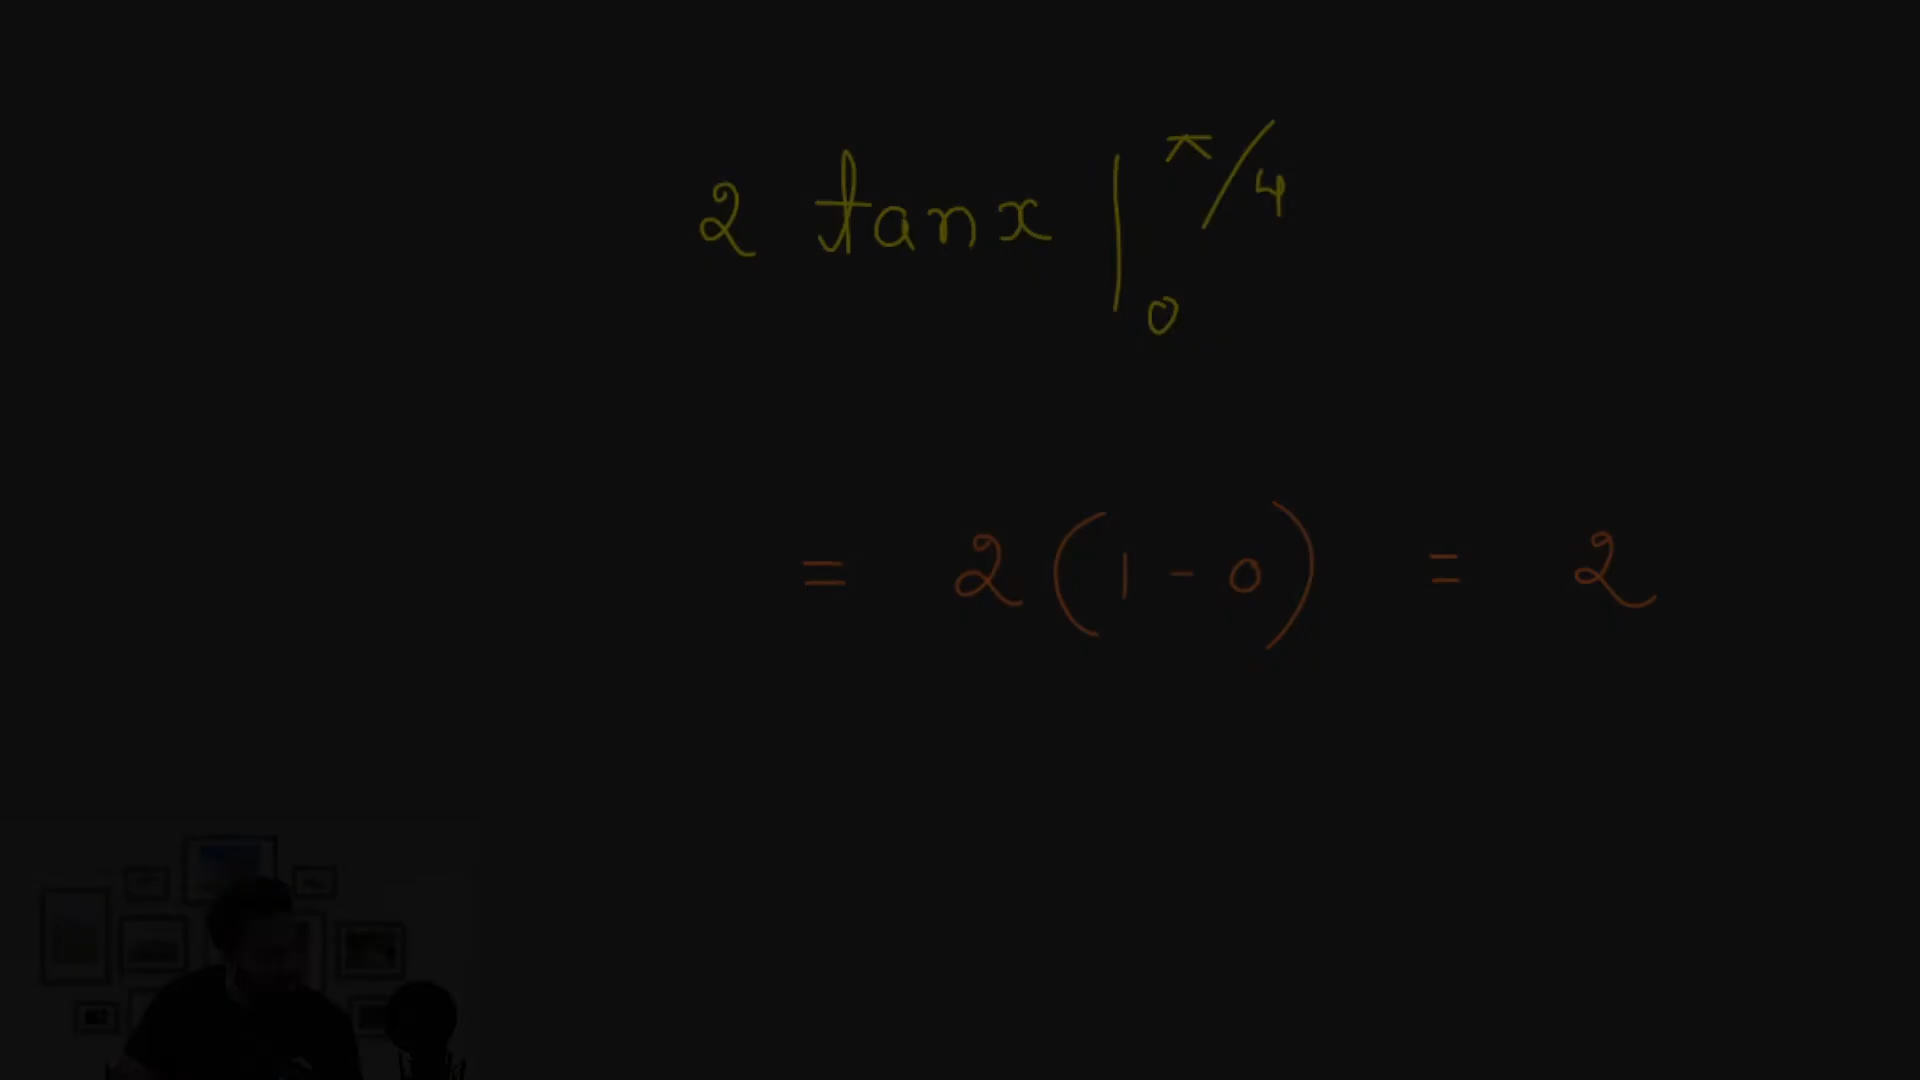 2 tanx |₀^π/4
= 2 (1 - 0) = 2